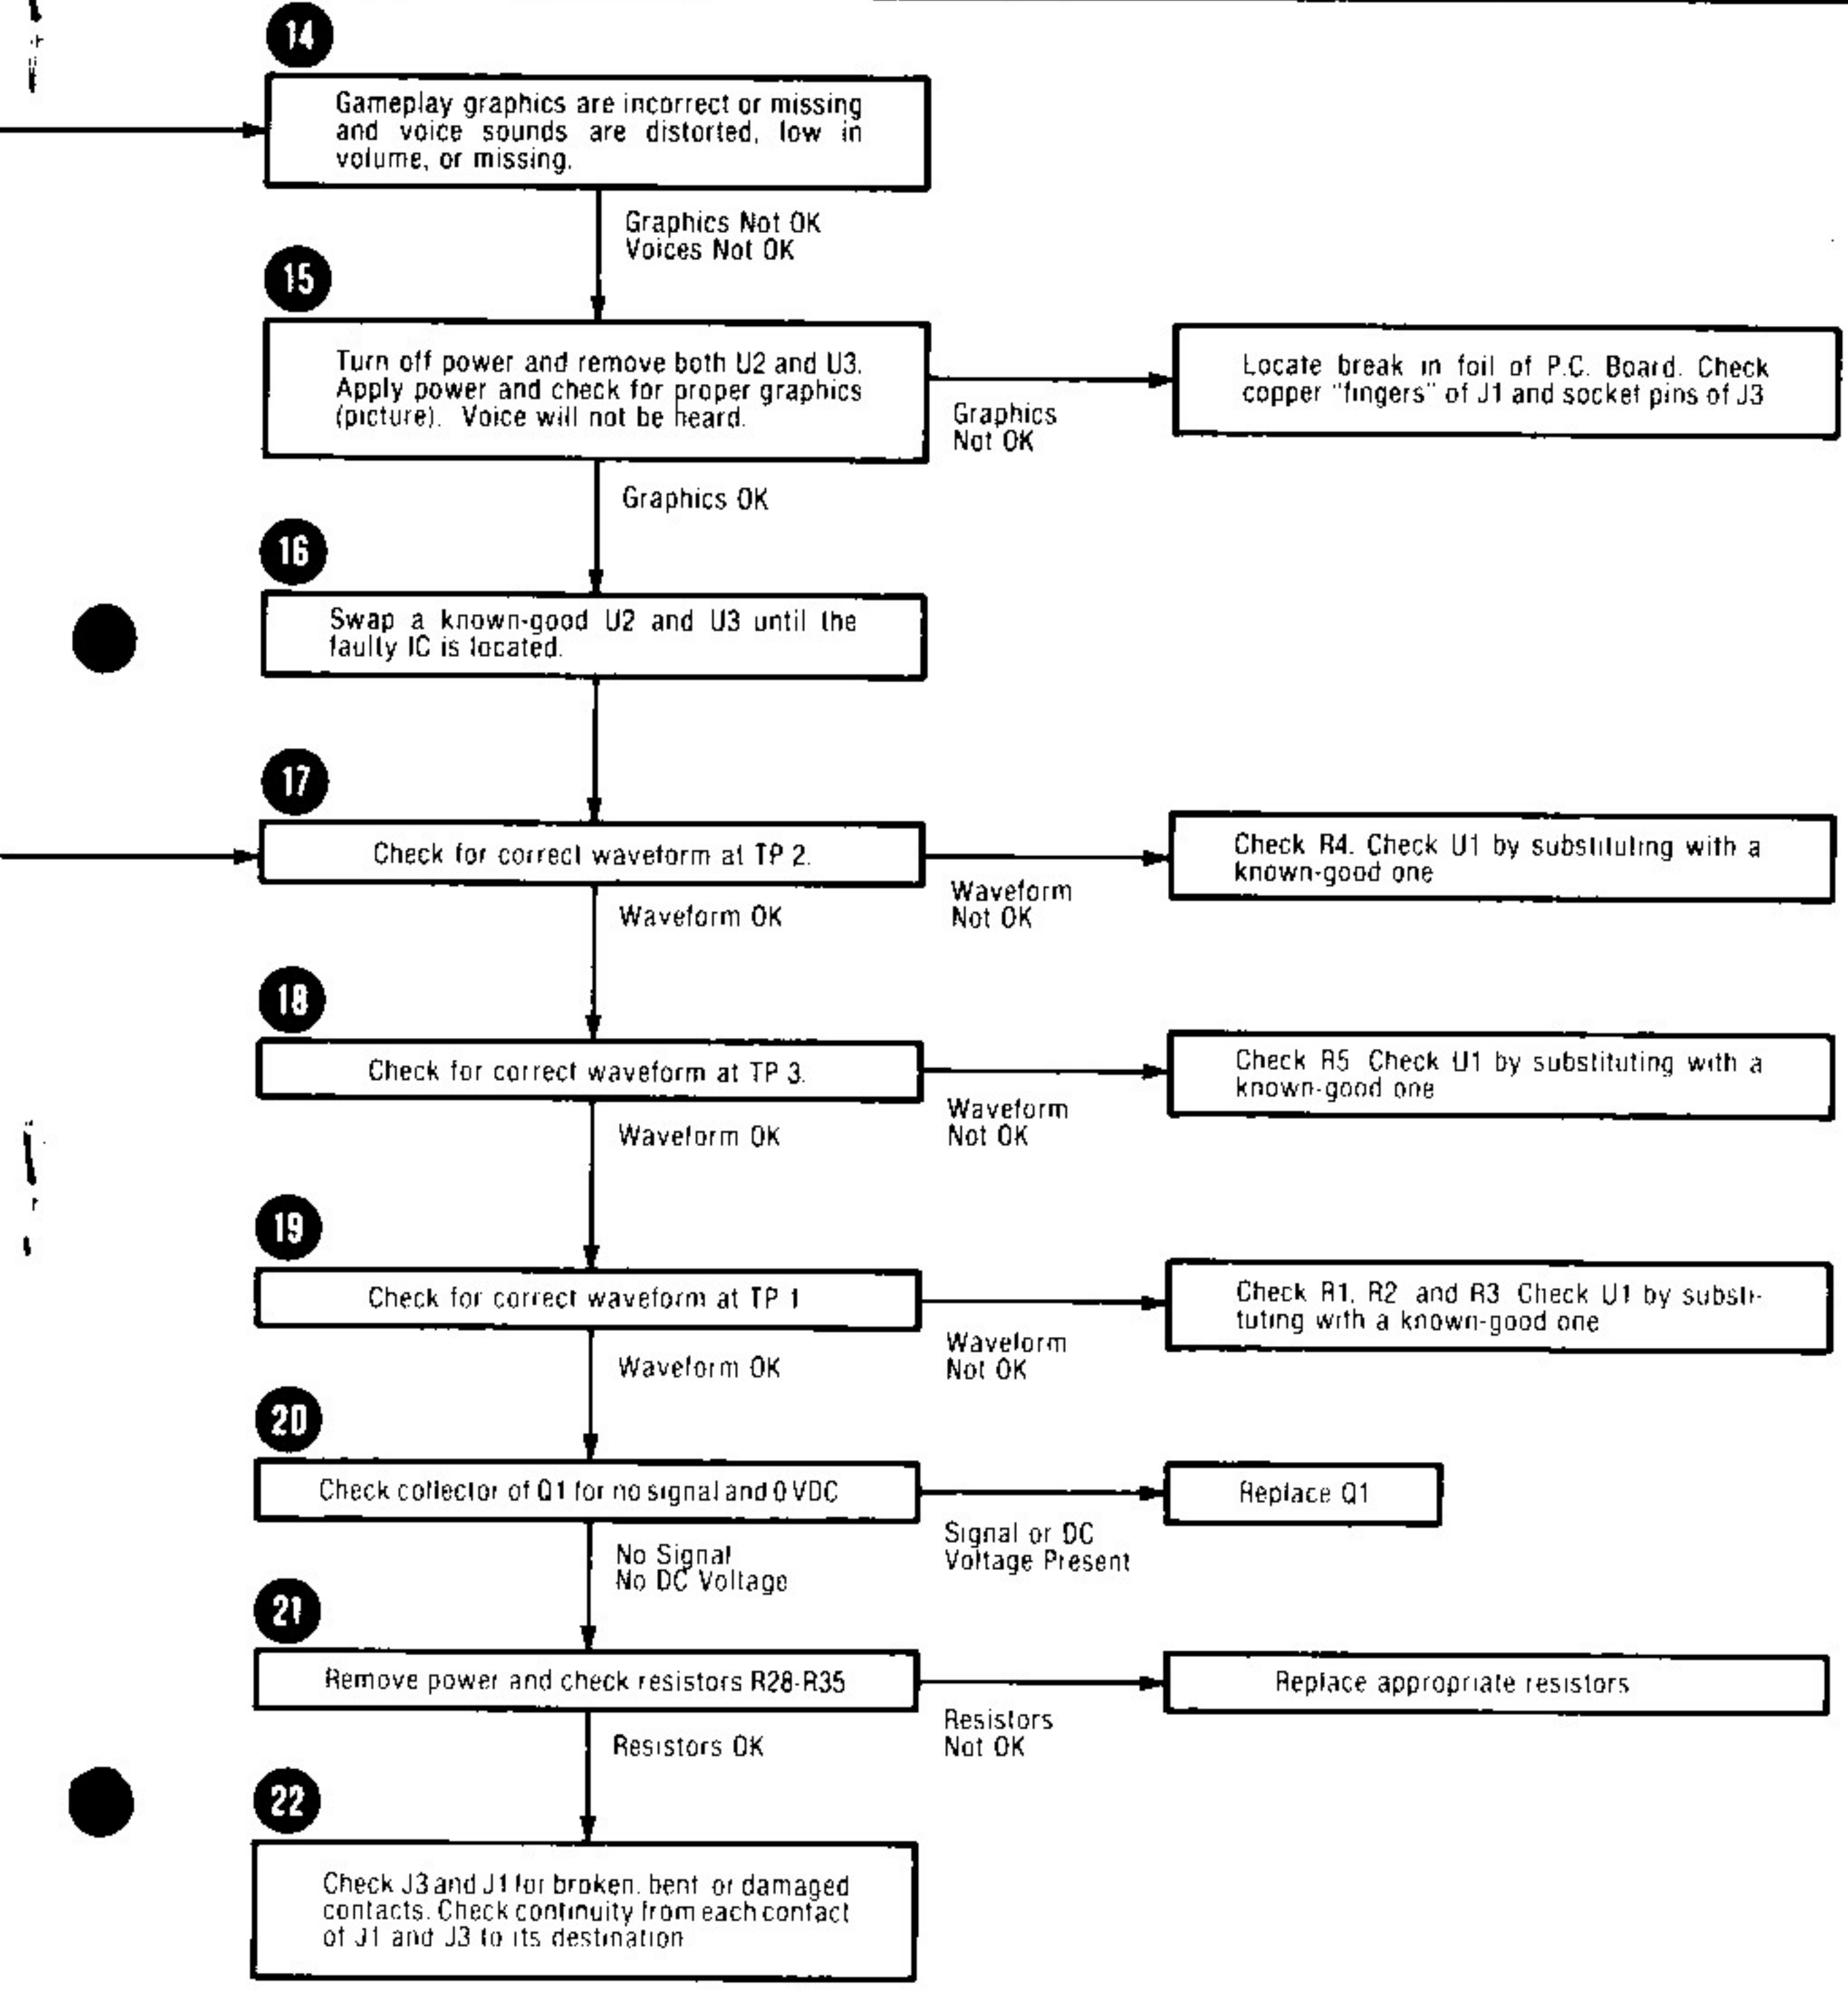 14
Gameplay graphics are incorrect or missing
and voice sounds are distorted, low in
volume, or missing.
Graphics Not OK
Voices Not OK
15
Turn off power and remove both U2 and U3.
Apply power and check for proper graphics
(picture). Voice will not be heard.
Graphics
Not OK
Locate break in foil of P.C. Board. Check
copper "fingers" of J1 and socket pins of J3
Graphics OK
16
Swap a known-good U2 and U3 until the
faulty IC is located.
17
Check for correct waveform at TP 2.
Waveform
Not OK
Check R4. Check U1 by substituting with a
known-good one
Waveform OK
18
Check for correct waveform at TP 3.
Waveform
Not OK
Check R5 Check U1 by substituting with a
known-good one
Waveform OK
19
Check for correct waveform at TP 1
Waveform
Not OK
Check R1, R2 and R3 Check U1 by substi-
tuting with a known-good one
Waveform OK
20
Check collector of Q1 for no signal and 0 VDC
Signal or DC
Voltage Present
Replace Q1
No Signal
No DC Voltage
21
Remove power and check resistors R28-R35
Resistors
Not OK
Replace appropriate resistors
Resistors OK
22
Check J3 and J1 for broken, bent or damaged
contacts. Check continuity from each contact
of J1 and J3 to its destination